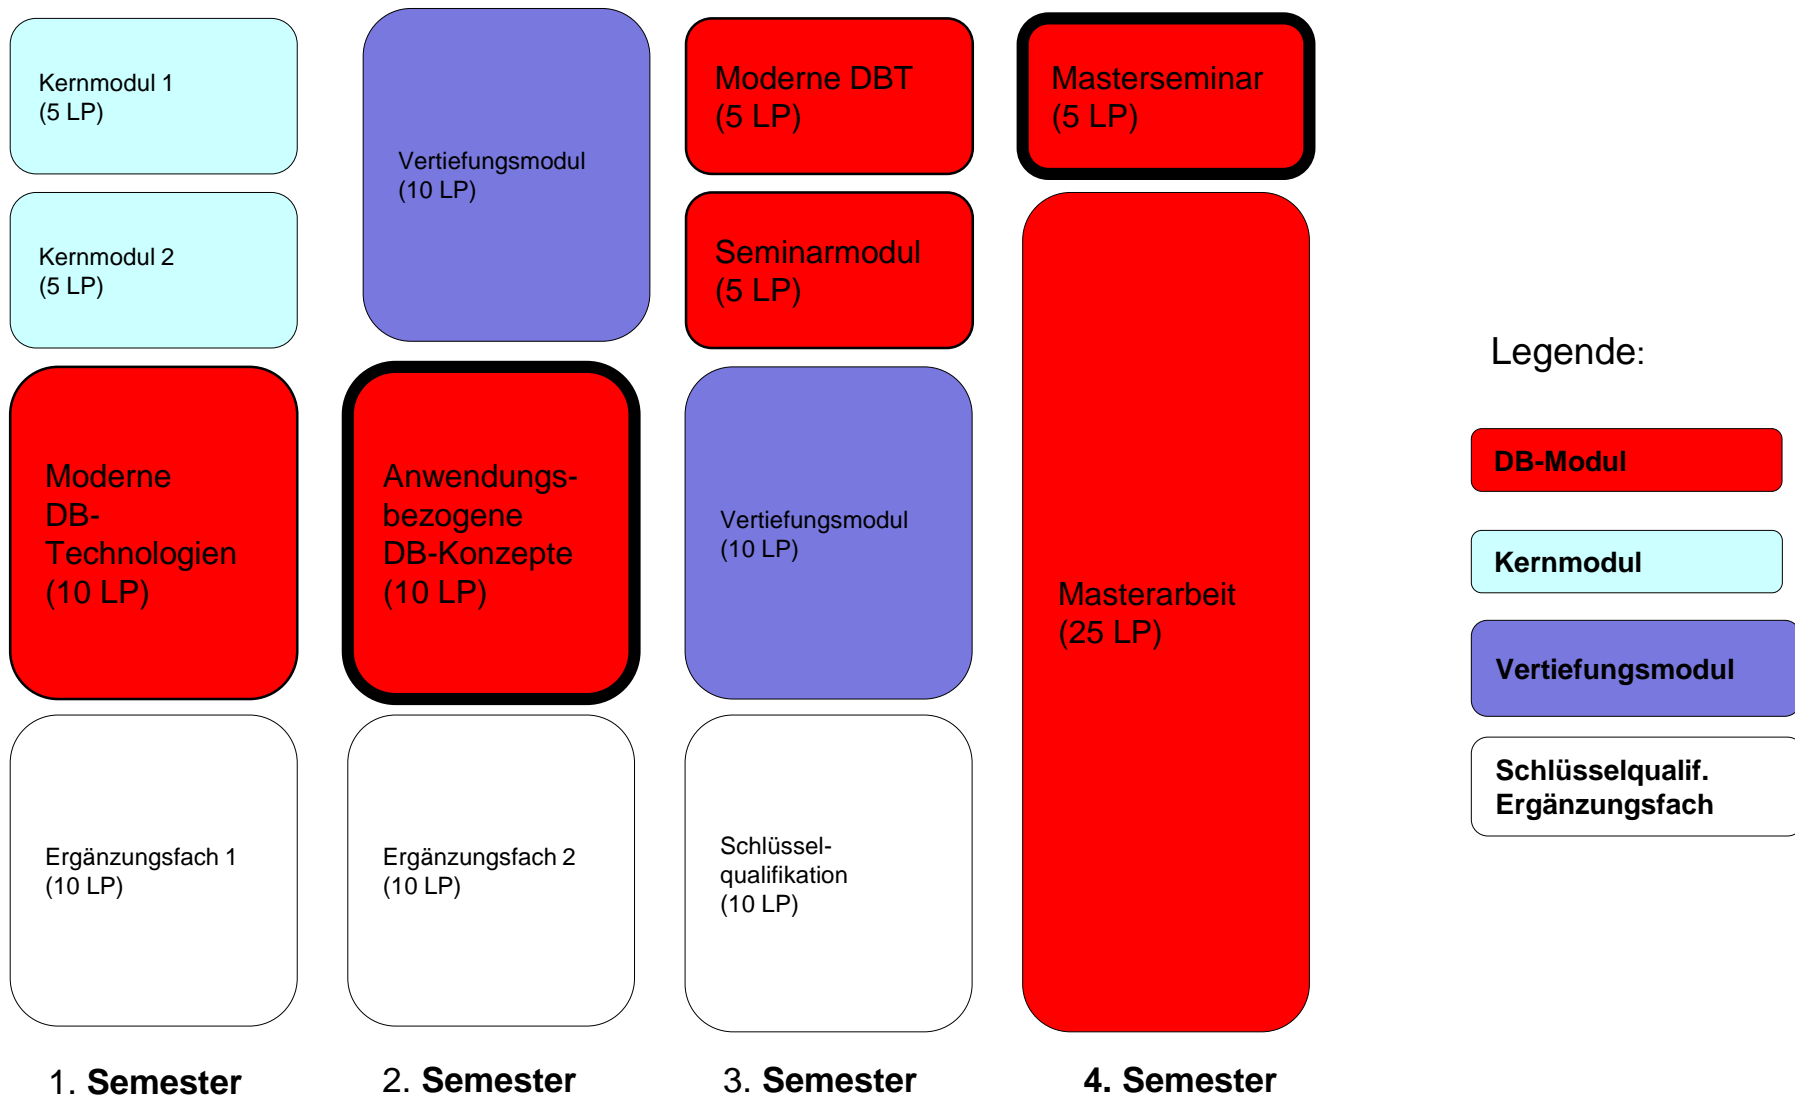 Kernmodul 1
(5 LP)
Kernmodul 2
(5 LP)
Moderne
DB-
Technologien
(10 LP)
Ergänzungsfach 1
(10 LP)
1. Semester
Vertiefungsmodul
(10 LP)
Anwendungs-
bezogene
DB-Konzepte
(10 LP)
Ergänzungsfach 2
(10 LP)
2. Semester
Moderne DBT
(5 LP)
Seminarmodul
(5 LP)
Vertiefungsmodul
(10 LP)
Schlüssel-
qualifikation
(10 LP)
3. Semester
Masterseminar
(5 LP)
Masterarbeit
(25 LP)
4. Semester
Legende:
DB-Modul
Kernmodul
Vertiefungsmodul
Schlüsselqualif.
Ergänzungsfach